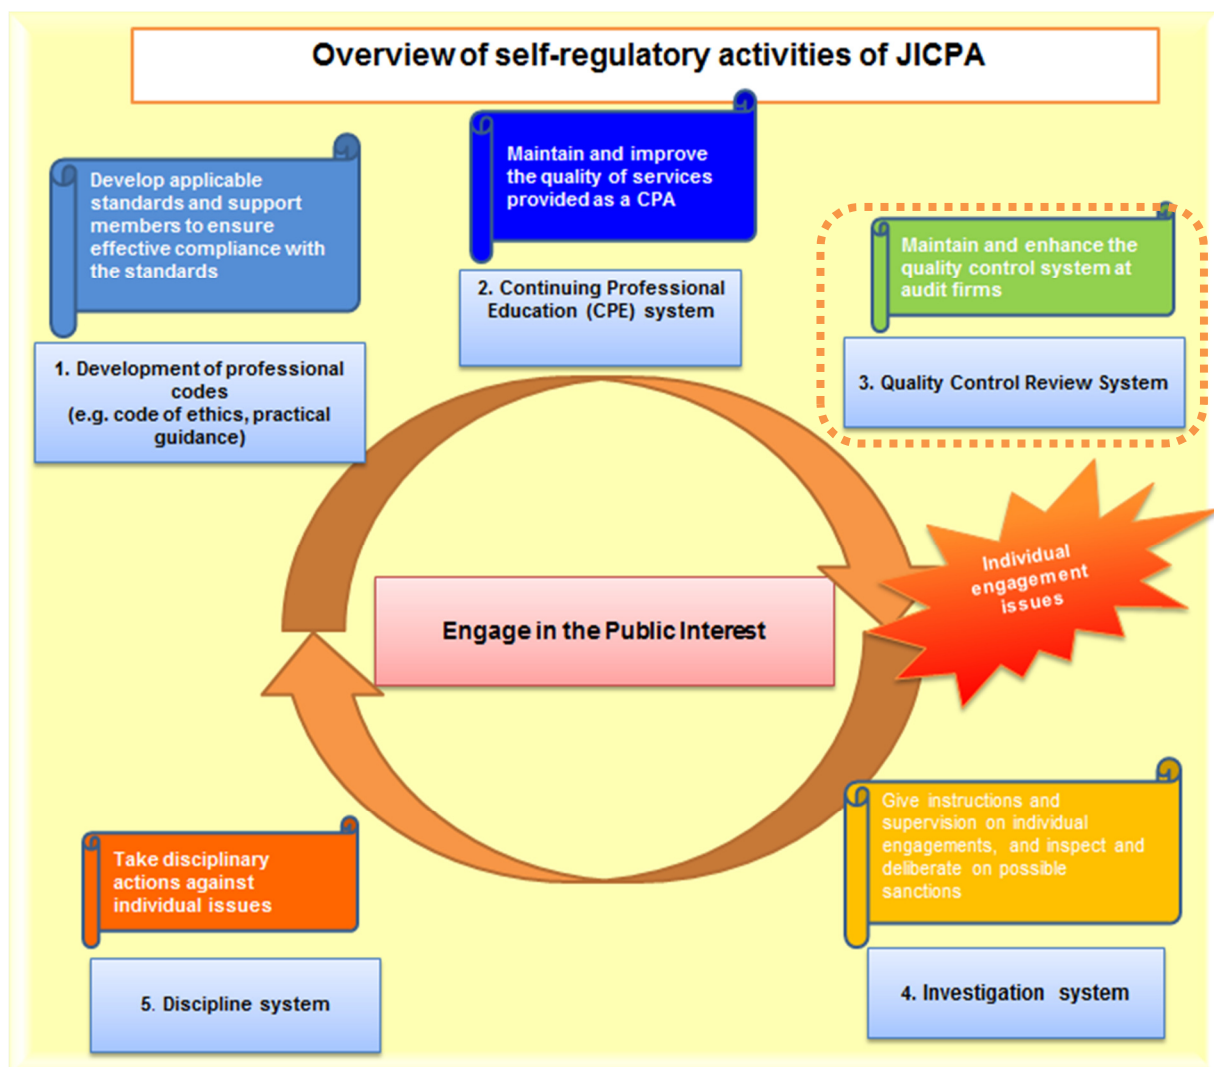 Overview of self-regulatory activities of JICPA
Develop applicable
standards and support
members to ensure
effective compliance with
the standards
1. Development of professional
codes
(e.g. code of ethics, practical
guidance)
Maintain and improve
the quality of services
provided as a CPA
2. Continuing Professional
Education (CPE) system
Maintain and enhance the
quality control system at
audit firms
3. Quality Control Review System
Individual
engagement
issues
Engage in the Public Interest
Give instructions and
supervision on individual
engagements, and inspect and
deliberate on possible
sanctions
4. Investigation system
Take disciplinary
actions against
individual issues
5. Discipline system